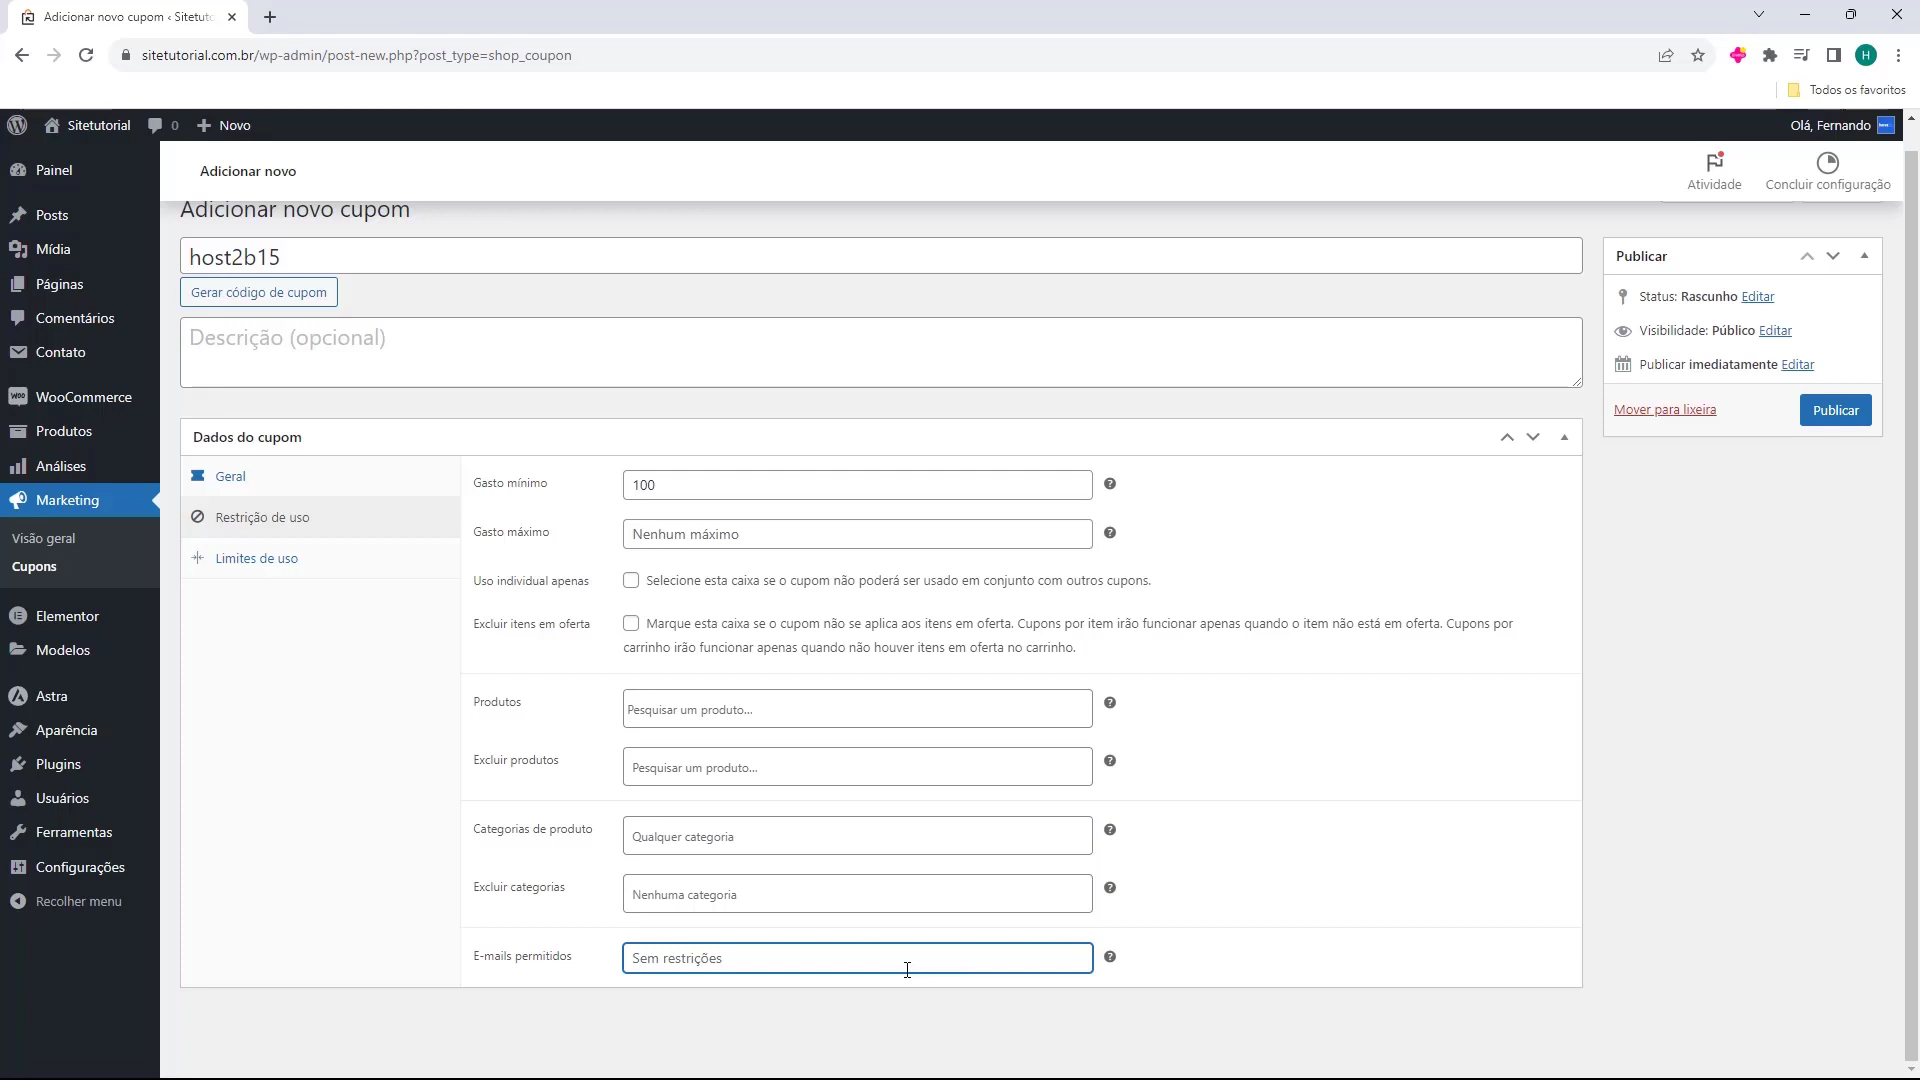 Adicionar novo cupom ‹ Sitetuto
sitetutorial.com.br/wp-admin/post-new.php?post_type=shop_coupon
H
Todos os favoritos
Sitetutorial
0
Novo
Olá, Fernando
Painel
Posts
Mídia
Páginas
Comentários
Contato
WooCommerce
Produtos
Análises
Marketing
Visão geral
Cupons
Elementor
Modelos
Astra
Aparência
Plugins
Usuários
Ferramentas
Configurações
Recolher menu
Adicionar novo
Atividade
Concluir configuração
Adicionar novo cupom
host2b15
Gerar código de cupom
Descrição (opcional)
Dados do cupom
Geral
Restrição de uso
Limites de uso
Gasto mínimo
100
Gasto máximo
Nenhum máximo
Uso individual apenas
Selecione esta caixa se o cupom não poderá ser usado em conjunto com outros cupons.
Excluir itens em oferta
Marque esta caixa se o cupom não se aplica aos itens em oferta. Cupons por item irão funcionar apenas quando o item não está em oferta. Cupons por
carrinho irão funcionar apenas quando não houver itens em oferta no carrinho.
Produtos
Pesquisar um produto...
Excluir produtos
Pesquisar um produto...
Categorias de produto
Qualquer categoria
Excluir categorias
Nenhuma categoria
E-mails permitidos
Sem restrições
Publicar
Status: Rascunho Editar
Visibilidade: Público Editar
Publicar imediatamente Editar
Mover para lixeira
Publicar